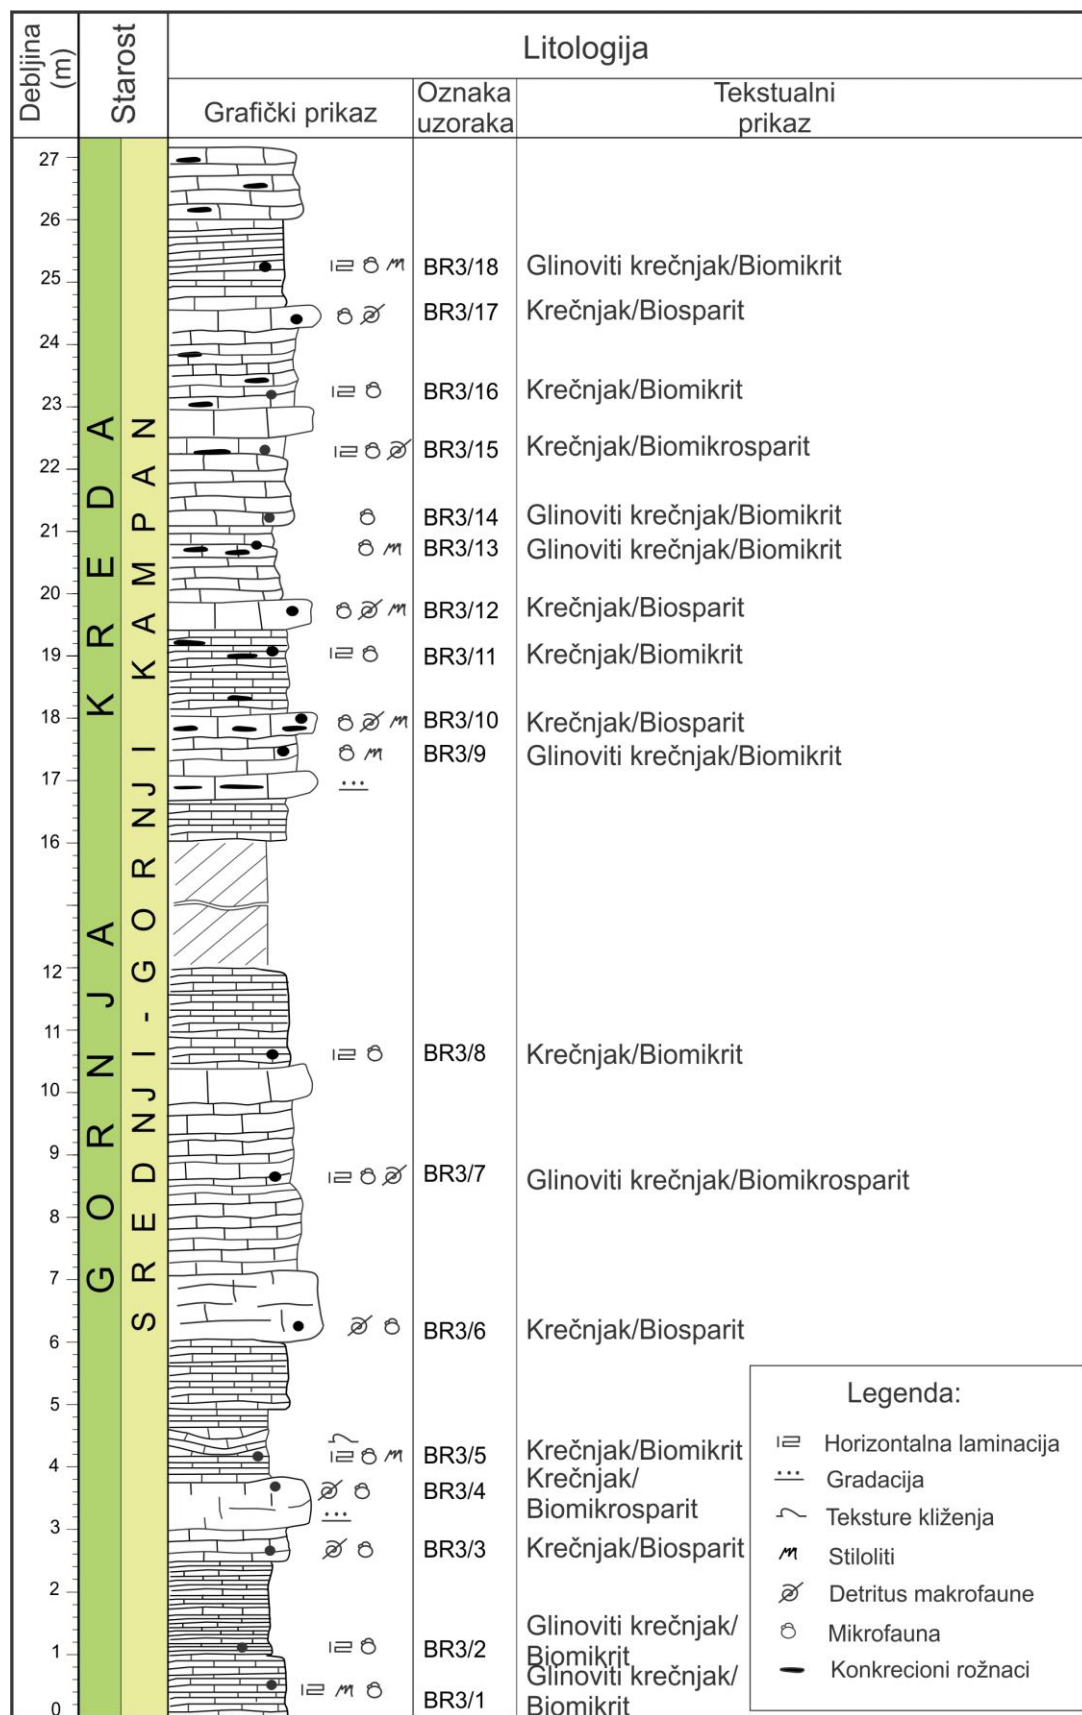 Debljina
(m)
Starost
Litologija
Grafički prikaz
Oznaka
uzoraka
Tekstualni
prikaz
GORNJA KREDA
SREDNJI-GORNJI KAMPAN
27
26
25
24
23
22
21
20
19
18
17
16
12
11
10
9
8
7
6
5
4
3
2
1
0
BR3/18 Glinoviti krečnjak/Biomikrit
BR3/17 Krečnjak/Biosparit
BR3/16 Krečnjak/Biomikrit
BR3/15 Krečnjak/Biomikrosparit
BR3/14 Glinoviti krečnjak/Biomikrit
BR3/13 Glinoviti krečnjak/Biomikrit
BR3/12 Krečnjak/Biosparit
BR3/11 Krečnjak/Biomikrit
BR3/10 Krečnjak/Biosparit
BR3/9 Glinoviti krečnjak/Biomikrit
BR3/8 Krečnjak/Biomikrit
BR3/7 Glinoviti krečnjak/Biomikrosparit
BR3/6 Krečnjak/Biosparit
BR3/5 Krečnjak/Biomikrit
BR3/4 Krečnjak/
Biomikrosparit
BR3/3 Krečnjak/Biosparit
BR3/2 Glinoviti krečnjak/
Biomikrit
BR3/1 Glinoviti krečnjak/
Biomikrit
Legenda:
Horizontalna laminacija
Gradacija
Teksture kliženja
Stiloliti
Detritus makrofaune
Mikrofauna
Konkrecioni rožnaci